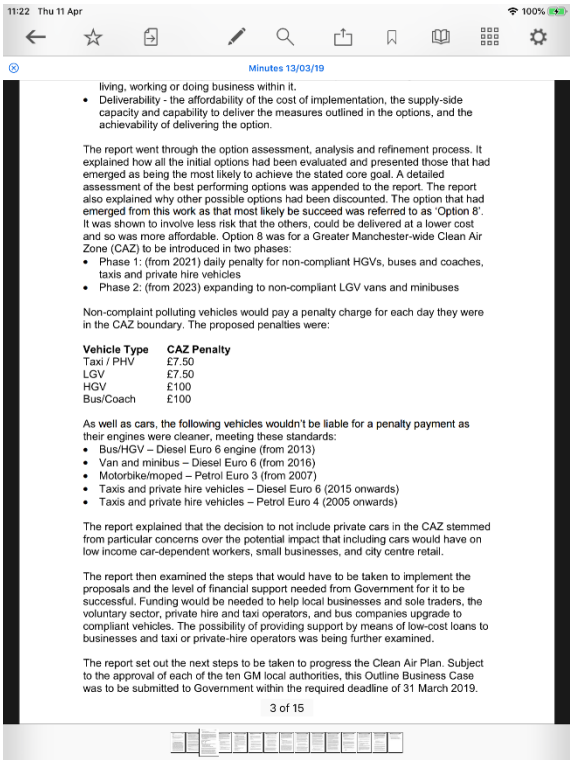 11:22 Thu 11 Apr
100%
Minutes 13/03/19
living, working or doing business within it.
• Deliverability - the affordability of the cost of implementation, the supply-side
capacity and capability to deliver the measures outlined in the options, and the
achievability of delivering the option.
The report went through the option assessment, analysis and refinement process. It
explained how all the initial options had been evaluated and presented those that had
emerged as being the most likely to achieve the stated core goal. A detailed
assessment of the best performing options was appended to the report. The report
also explained why other possible options had been discounted. The option that had
emerged from this work as that most likely be succeed was referred to as 'Option 8'.
It was shown to involve less risk that the others, could be delivered at a lower cost
and so was more affordable. Option 8 was for a Greater Manchester-wide Clean Air
Zone (CAZ) to be introduced in two phases:
• Phase 1: (from 2021) daily penalty for non-compliant HGVs, buses and coaches,
taxis and private hire vehicles
• Phase 2: (from 2023) expanding to non-compliant LGV vans and minibuses
Non-complaint polluting vehicles would pay a penalty charge for each day they were
in the CAZ boundary. The proposed penalties were:
Vehicle Type CAZ Penalty
Taxi / PHV £7.50
LGV £7.50
HGV £100
Bus/Coach £100
As well as cars, the following vehicles wouldn't be liable for a penalty payment as
their engines were cleaner, meeting these standards:
• Bus/HGV – Diesel Euro 6 engine (from 2013)
• Van and minibus – Diesel Euro 6 (from 2016)
• Motorbike/moped – Petrol Euro 3 (from 2007)
• Taxis and private hire vehicles – Diesel Euro 6 (2015 onwards)
• Taxis and private hire vehicles – Petrol Euro 4 (2005 onwards)
The report explained that the decision to not include private cars in the CAZ stemmed
from particular concerns over the potential impact that including cars would have on
low income car-dependent workers, small businesses, and city centre retail.
The report then examined the steps that would have to be taken to implement the
proposals and the level of financial support needed from Government for it to be
successful. Funding would be needed to help local businesses and sole traders, the
voluntary sector, private hire and taxi operators, and bus companies upgrade to
compliant vehicles. The possibility of providing support by means of low-cost loans to
businesses and taxi or private-hire operators was being further examined.
The report set out the next steps to be taken to progress the Clean Air Plan. Subject
to the approval of each of the ten GM local authorities, this Outline Business Case
was to be submitted to Government within the required deadline of 31 March 2019.
3 of 15